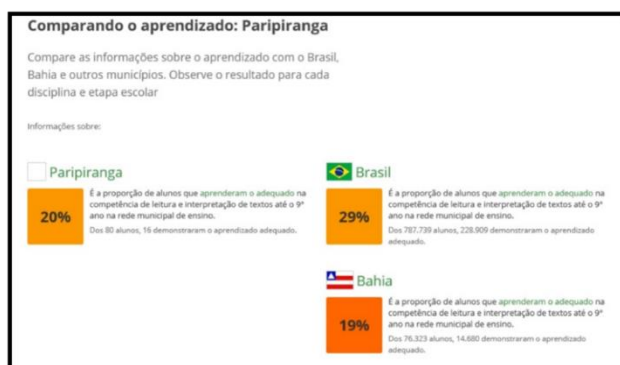 Comparando o aprendizado: Paripiranga
Compare as informações sobre o aprendizado com o Brasil,
Bahia e outros municípios. Observe o resultado para cada
disciplina e etapa escolar
Informações sobre:
Paripiranga
20%
É a proporção de alunos que aprenderam o adequado na
competência de leitura e interpretação de textos até o 9º
ano na rede municipal de ensino.
Dos 80 alunos, 16 demonstraram o aprendizado adequado.
Brasil
29%
É a proporção de alunos que aprenderam o adequado na
competência de leitura e interpretação de textos até o 9º
ano na rede municipal de ensino.
Dos 787.739 alunos, 228.909 demonstraram o aprendizado
adequado.
Bahia
19%
É a proporção de alunos que aprenderam o adequado na
competência de leitura e interpretação de textos até o 9º
ano na rede municipal de ensino.
Dos 76.323 alunos, 14.680 demonstraram o aprendizado
adequado.